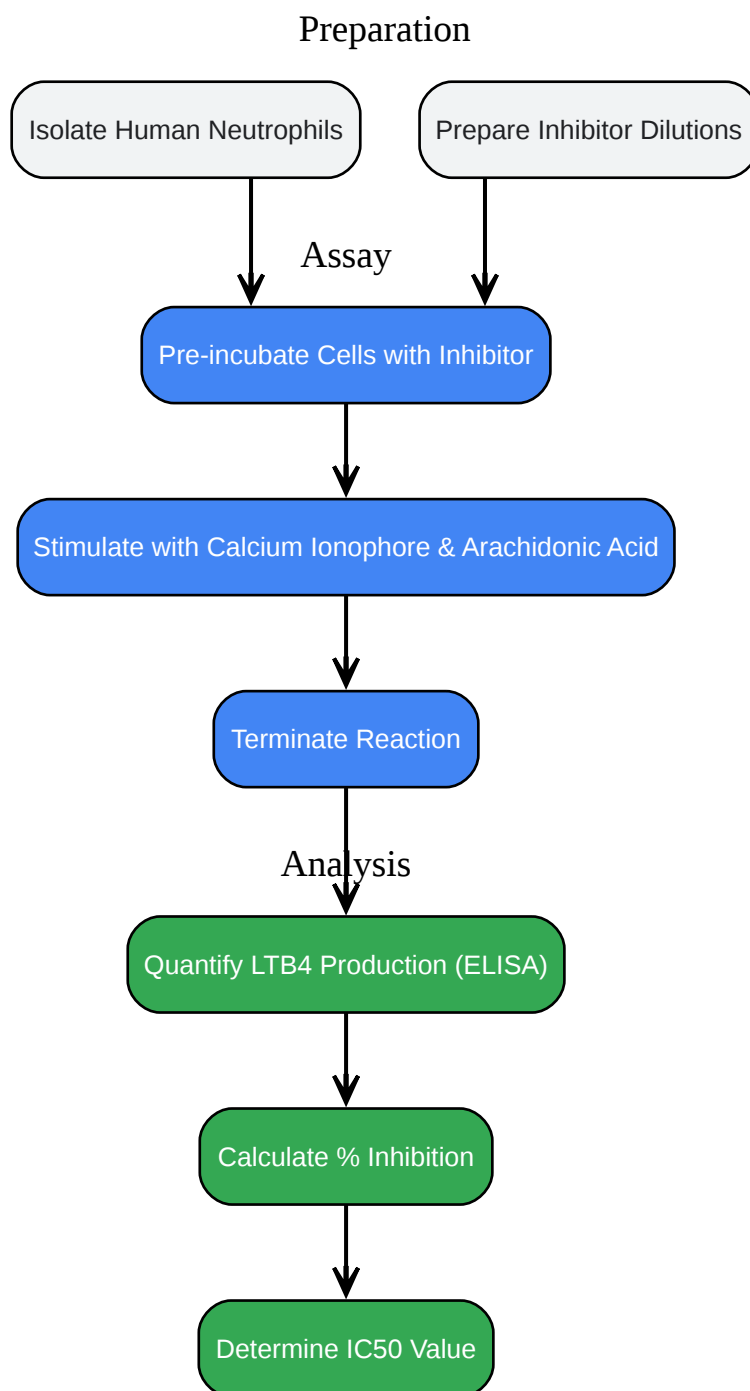 Preparation
Isolate Human Neutrophils
Prepare Inhibitor Dilutions
Assay
Pre-incubate Cells with Inhibitor
Stimulate with Calcium Ionophore & Arachidonic Acid
Terminate Reaction
Analysis
Quantify LTB4 Production (ELISA)
Calculate % Inhibition
Determine IC50 Value